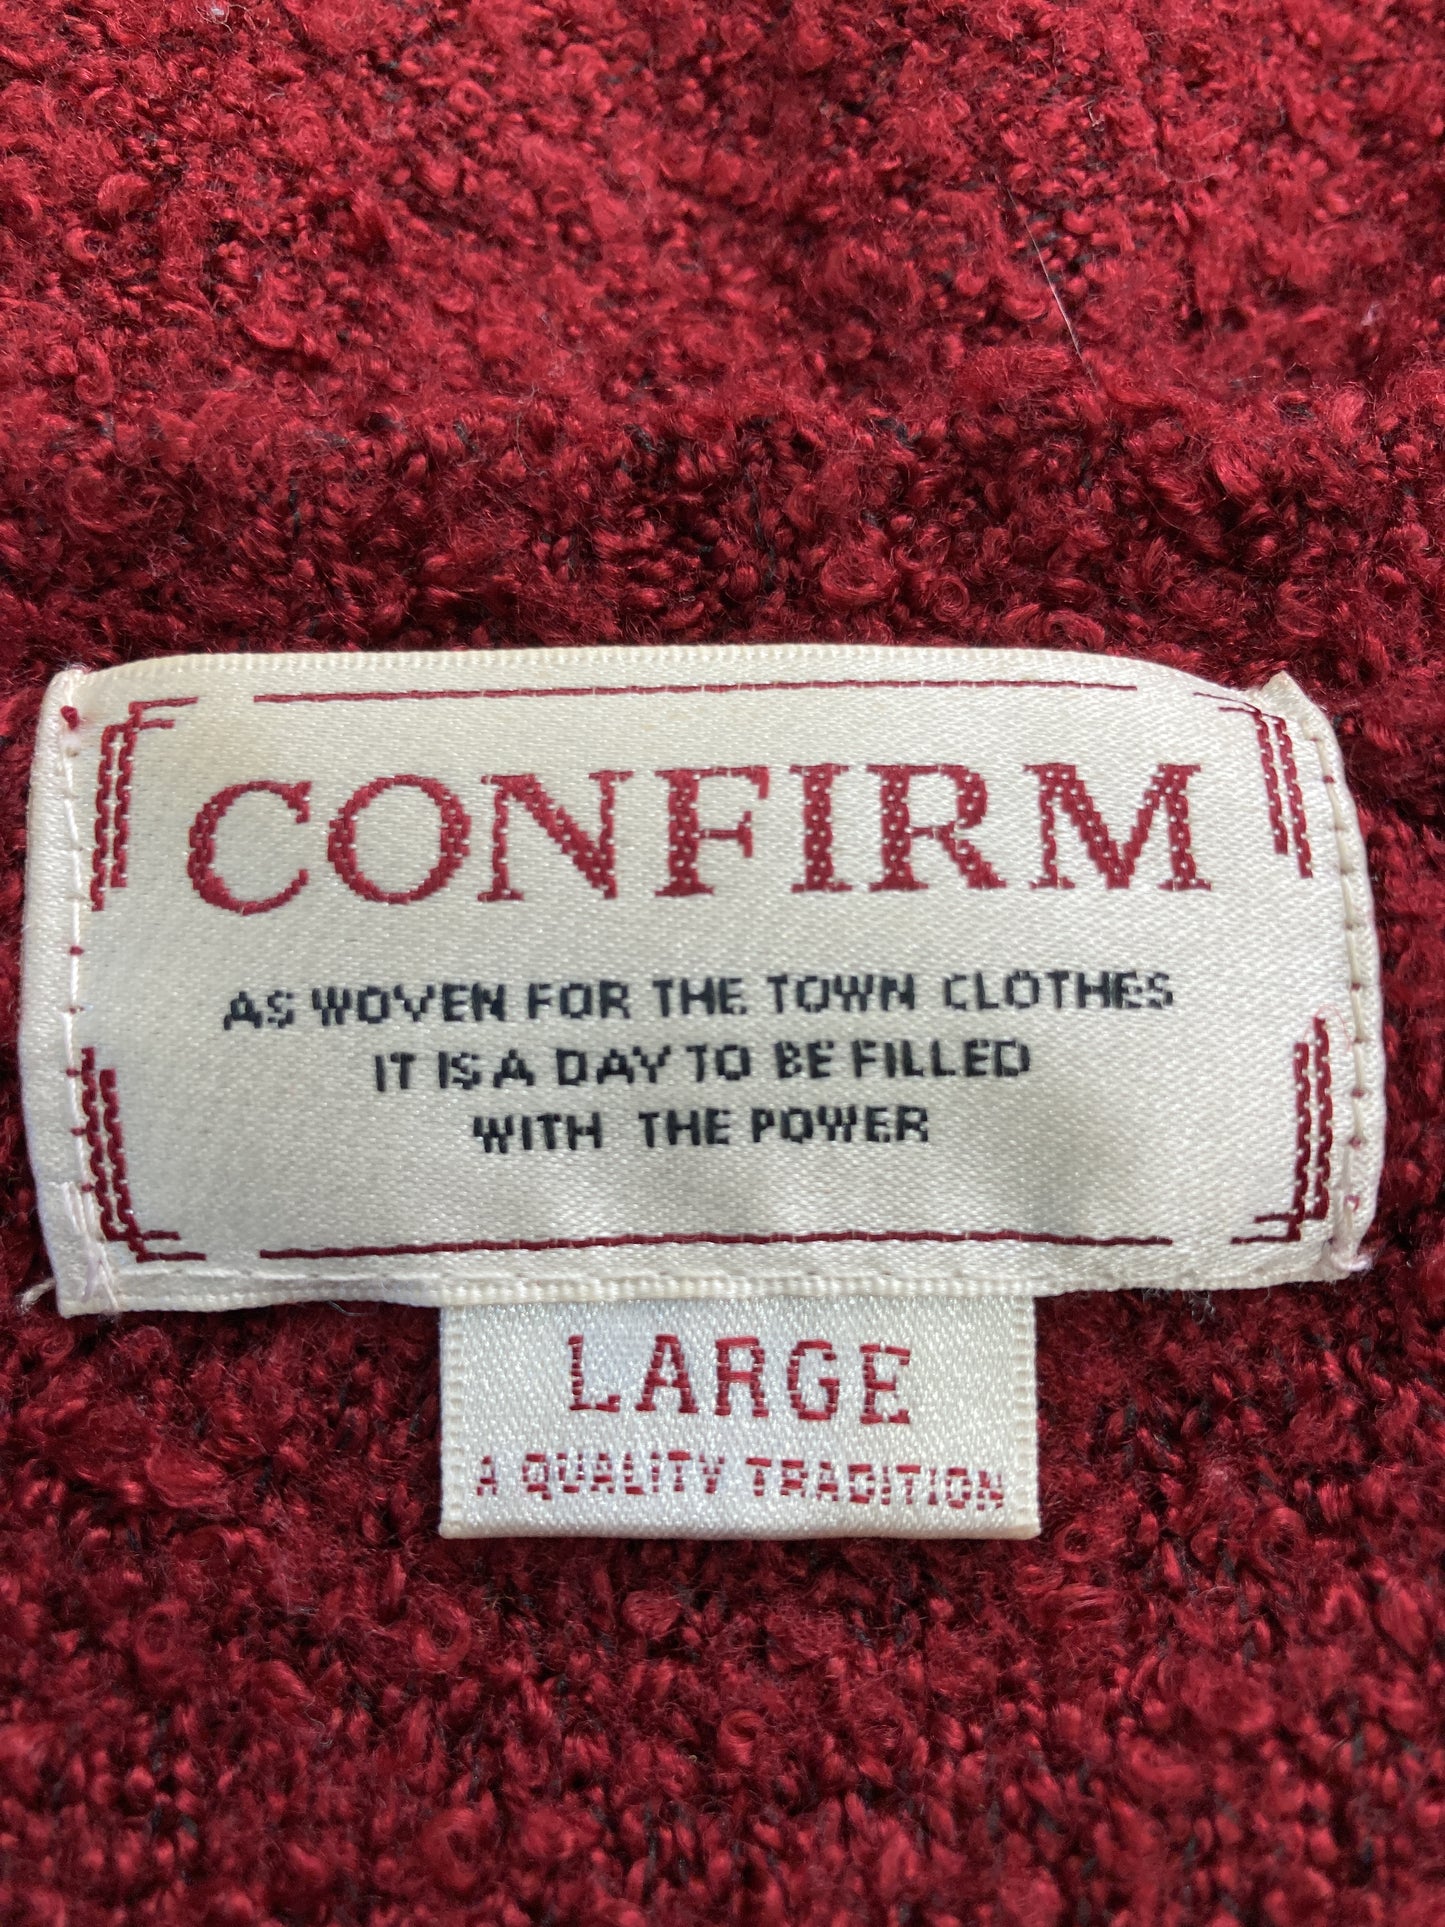 CONFIRM
AS WOVEN FOR THE TOWN CLOTHES
IT IS A DAY TO BE FILLED
WITH THE POWER
LARGE
A QUALITY TRADITION